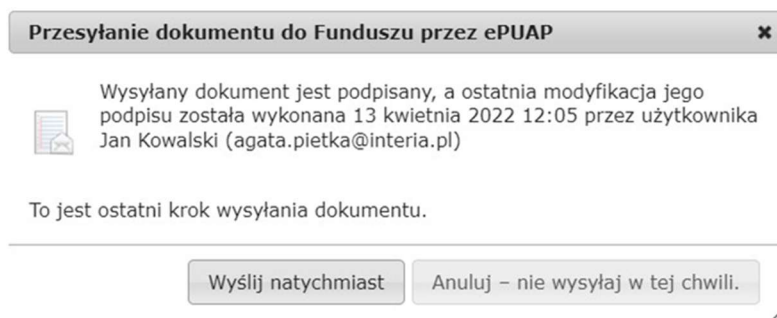 Przesyłanie dokumentu do Funduszu przez ePUAP
Wysyłany dokument jest podpisany, a ostatnia modyfikacja jego
podpisu została wykonana 13 kwietnia 2022 12:05 przez użytkownika
Jan Kowalski (agata.pietka@interia.pl)
To jest ostatni krok wysyłania dokumentu.
Wyślij natychmiast
Anuluj – nie wysyłaj w tej chwili.